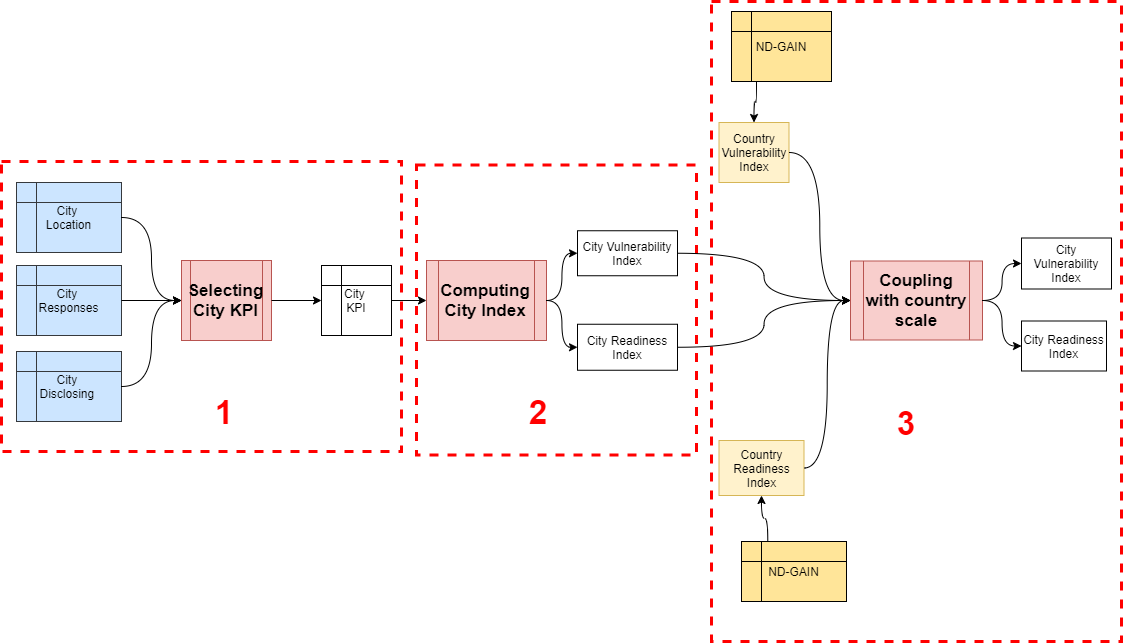 City
Location
City
Responses
City
Disclosing
Selecting
City KPI
City
KPI
1
Computing
City Index
City Vulnerability
Index
City Readiness
Index
2
ND-GAIN
Country
Vulnerability
Index
Coupling
with country
scale
City
Vulnerability
Index
City Readiness
Index
3
Country
Readiness
Index
ND-GAIN